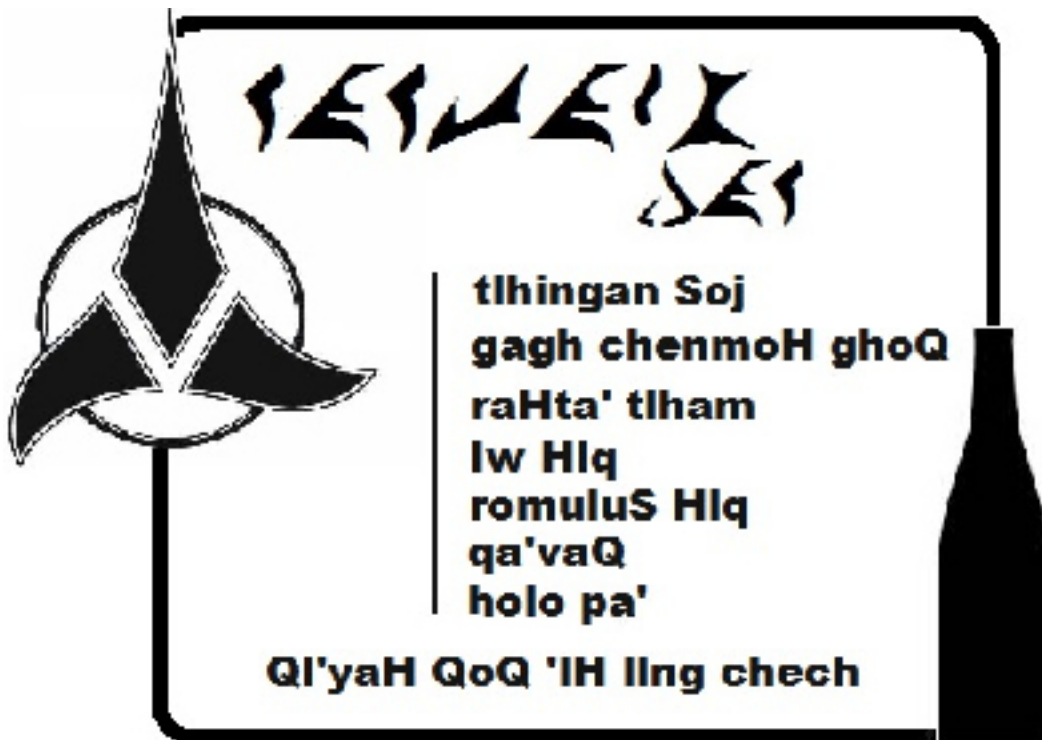 tlhingan Soj
gagh chenmoH ghoQ
raHta' tlham
Iw HIq
romuluS HIq
qa'vaQ
holo pa'
QI'yaH QoQ 'IH lIng chech